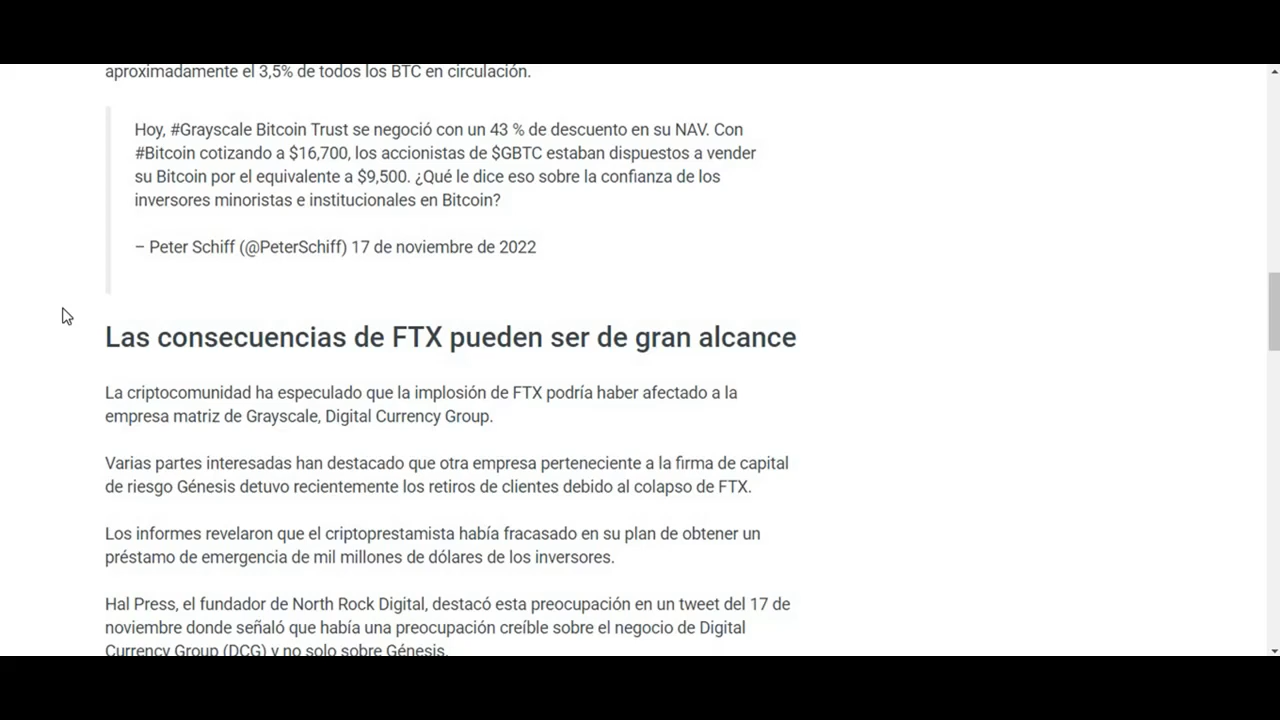 aproximadamente el 3,5% de todos los BTC en circulación.
Hoy, #Grayscale Bitcoin Trust se negoció con un 43 % de descuento en su NAV. Con
#Bitcoin cotizando a $16,700, los accionistas de $GBTC estaban dispuestos a vender
su Bitcoin por el equivalente a $9,500. ¿Qué le dice eso sobre la confianza de los
inversores minoristas e institucionales en Bitcoin?
– Peter Schiff (@PeterSchiff) 17 de noviembre de 2022
Las consecuencias de FTX pueden ser de gran alcance
La criptocomunidad ha especulado que la implosión de FTX podría haber afectado a la
empresa matriz de Grayscale, Digital Currency Group.
Varias partes interesadas han destacado que otra empresa perteneciente a la firma de capital
de riesgo Génesis detuvo recientemente los retiros de clientes debido al colapso de FTX.
Los informes revelaron que el criptoprestamista había fracasado en su plan de obtener un
préstamo de emergencia de mil millones de dólares de los inversores.
Hal Press, el fundador de North Rock Digital, destacó esta preocupación en un tweet del 17 de
noviembre donde señaló que había una preocupación creíble sobre el negocio de Digital
Currency Group (DCG) y no solo sobre Génesis.